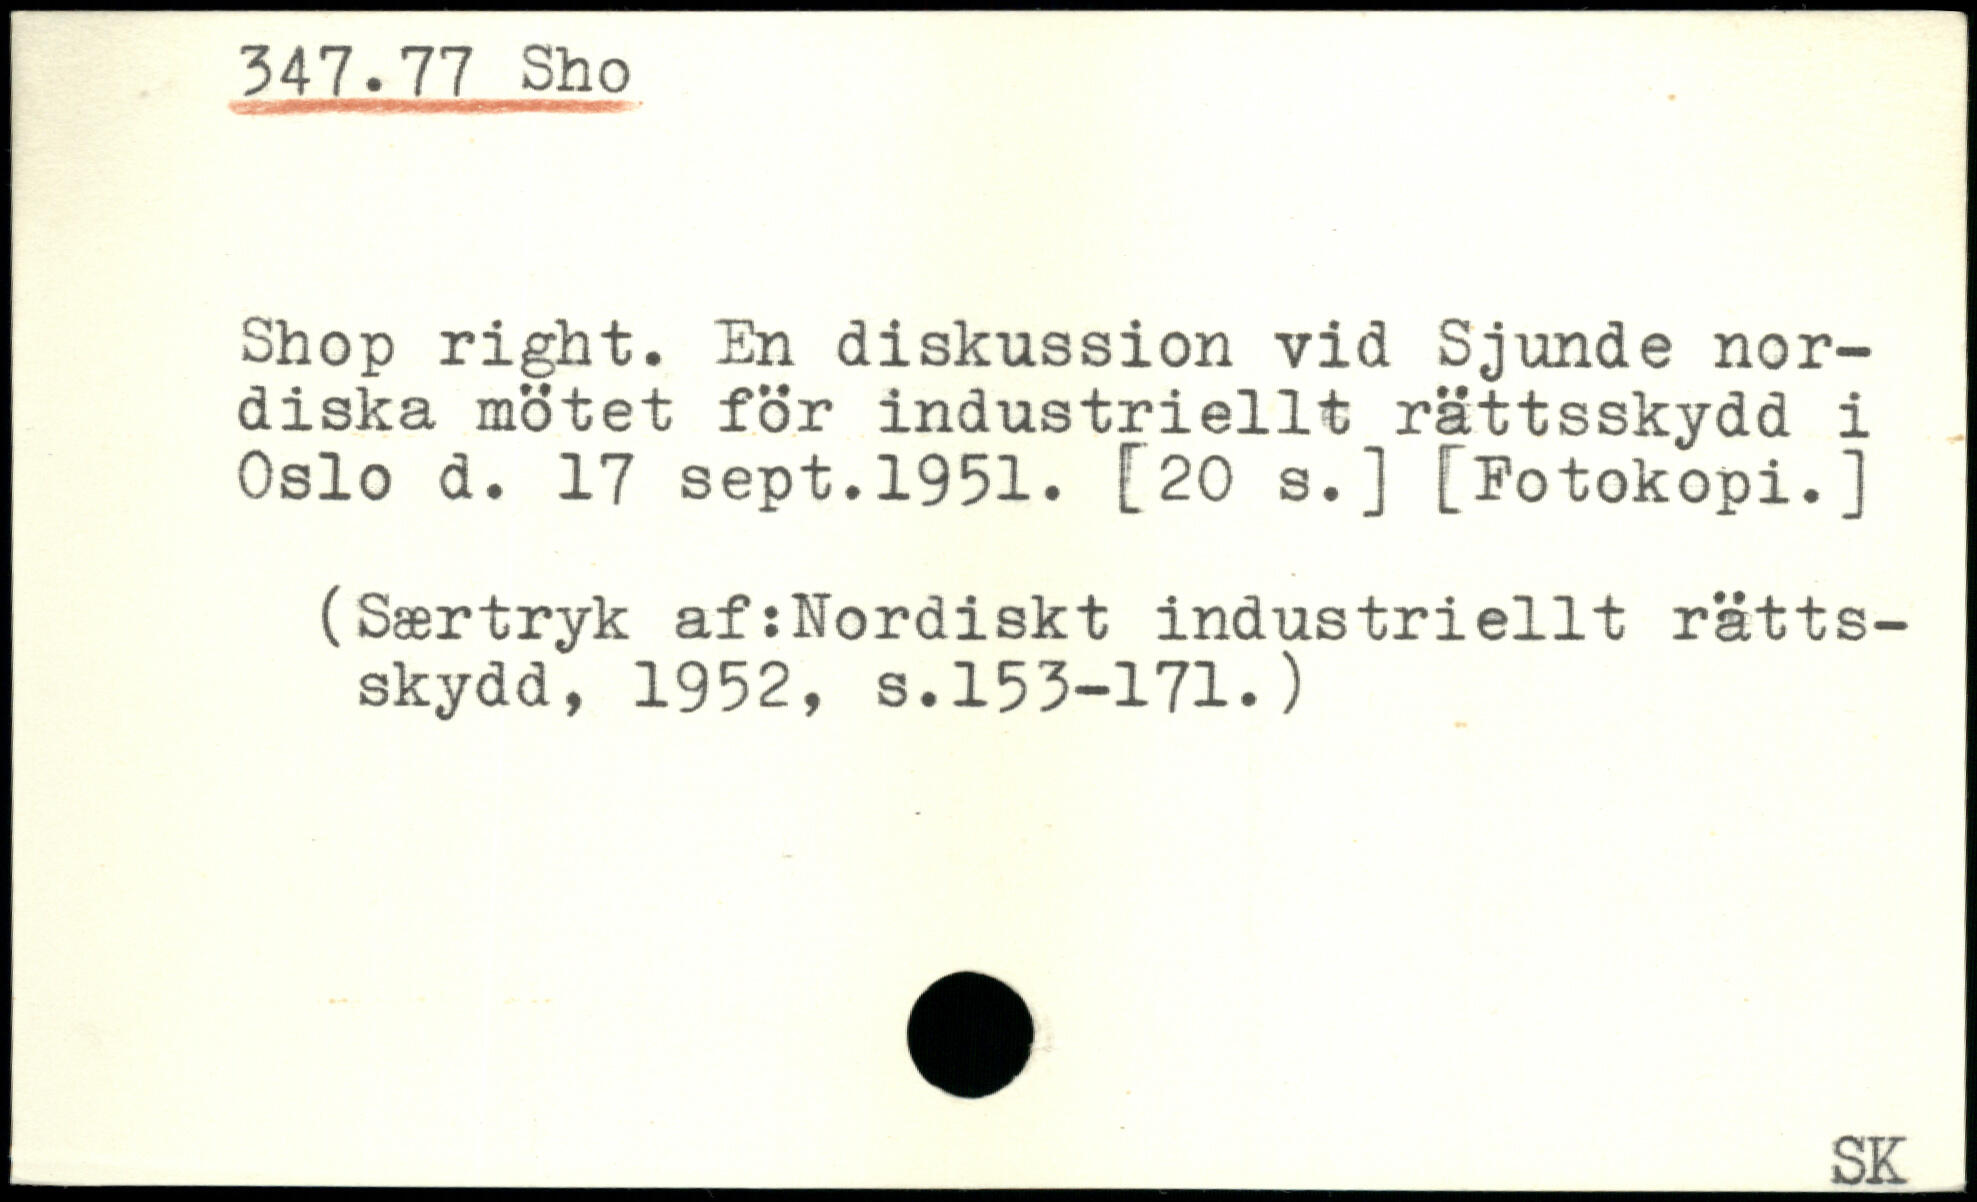 347.77 Sho
Shop right. En diskussion vid Sjunde nor-
diska mötet för industriellt rättsskydd i
Oslo d. 17 sept.1951. [20 s.] [Fotokopi.]
(Særtryk af:Nordiskt industriellt rätts-
skydd, 1952, s.153-171.)
SK